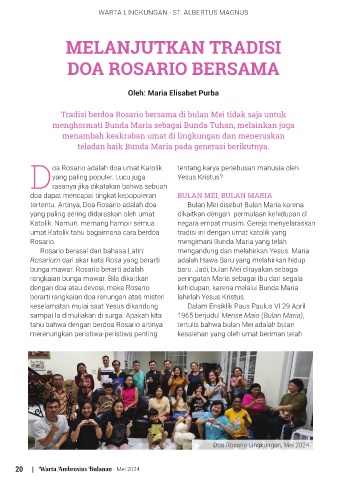 WARTA LINGKUNGAN - ST. ALBERTUS MAGNUS
MELANJUTKAN TRADISI
DOA ROSARIO BERSAMA
Oleh: Maria Elisabet Purba
Tradisi berdoa Rosario bersama di bulan Mei tidak saja untuk
menghormati Bunda Maria sebagai Bunda Tuhan, melainkan juga
menambah keakraban umat di lingkungan dan meneruskan
teladan baik Bunda Maria pada generasi berikutnya.
Doa Rosario adalah doa umat Katolik
yang paling populer. Lucu juga
rasanya jika dikatakan bahwa sebuah
doa dapat mencapai tingkat kepopuleran
tertentu. Artinya, Doa Rosario adalah doa
yang paling sering didaraskan oleh umat
Katolik. Namun, memang hampir semua
umat Katolik tahu bagaimana cara berdoa
Rosario.
Rosario berasal dari bahasa Latin:
Rosarium dari akar kata Rosa yang berarti
bunga mawar. Rosario berarti adalah
rangkaian bunga mawar. Bila dikaitkan
dengan doa atau devosi, maka Rosario
berarti rangkaian doa renungan atas misteri
keselamatan mulai saat Yesus dikandung
sampai Ia dimuliakan di surga. Apakah kita
tahu bahwa dengan berdoa Rosario artinya
merenungkan peristiwa-peristiwa penting
tentang karya penebusan manusia oleh
Yesus Kristus?
BULAN MEI, BULAN MARIA
Bulan Mei disebut Bulan Maria karena
dikaitkan dengan permulaan kehidupan di
negara empat musim. Gereja menyelaraskan
tradisi ini dengan umat katolik yang
mengimani Bunda Maria yang telah
mengandung dan melahirkan Yesus. Maria
adalah Hawa Baru yang melahirkan hidup
baru. Jadi, bulan Mei dirayakan sebagai
peringatan Maria sebagai Ibu dari segala
kehidupan, karena melalui Bunda Maria
lahirlah Yesus Kristus.
Dalam Ensiklik Paus Paulus VI 29 April
1965 berjudul Mense Maio (Bulan Maria),
tertulis bahwa bulan Mei adalah bulan
kesalehan yang oleh umat beriman telah
Doa Rosario Lingkungan, Mei 2024
20 | Warta Ambrosius Bulanan - Mei 2024